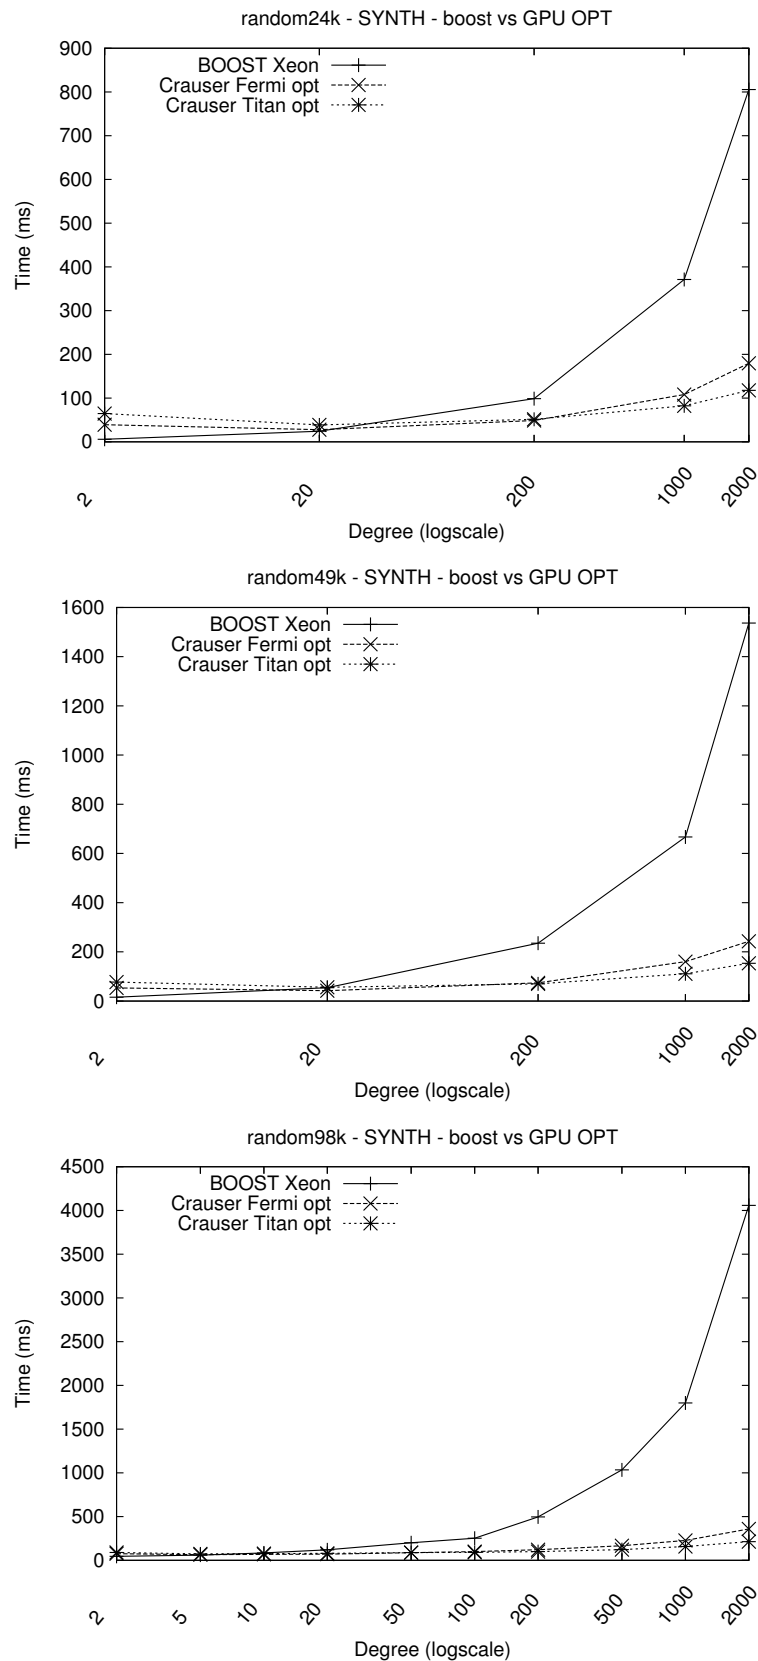 random24k - SYNTH - boost vs GPU OPT
BOOST Xeon
Crauser Fermi opt
Crauser Titan opt
900
800
700
600
500
400
300
200
100
0
Time (ms)
2 20 200 1000 2000
Degree (logscale)
random49k - SYNTH - boost vs GPU OPT
BOOST Xeon
Crauser Fermi opt
Crauser Titan opt
1600
1400
1200
1000
800
600
400
200
0
Time (ms)
2 20 200 1000 2000
Degree (logscale)
random98k - SYNTH - boost vs GPU OPT
BOOST Xeon
Crauser Fermi opt
Crauser Titan opt
4500
4000
3500
3000
2500
2000
1500
1000
500
0
Time (ms)
2 5 10 20 50 100 200 500 1000 2000
Degree (logscale)